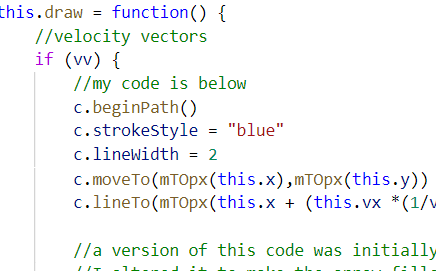 this.draw = function() {
//velocity vectors
if (vv) {
//my code is below
c.beginPath()
c.strokeStyle = "blue"
c.lineWidth = 2
c.moveTo(mTOpx(this.x),mTOpx(this.y))
c.lineTo(mTOpx(this.x + (this.vx *(1/v
//a version of this code was initially
//I altered it to make the array fille